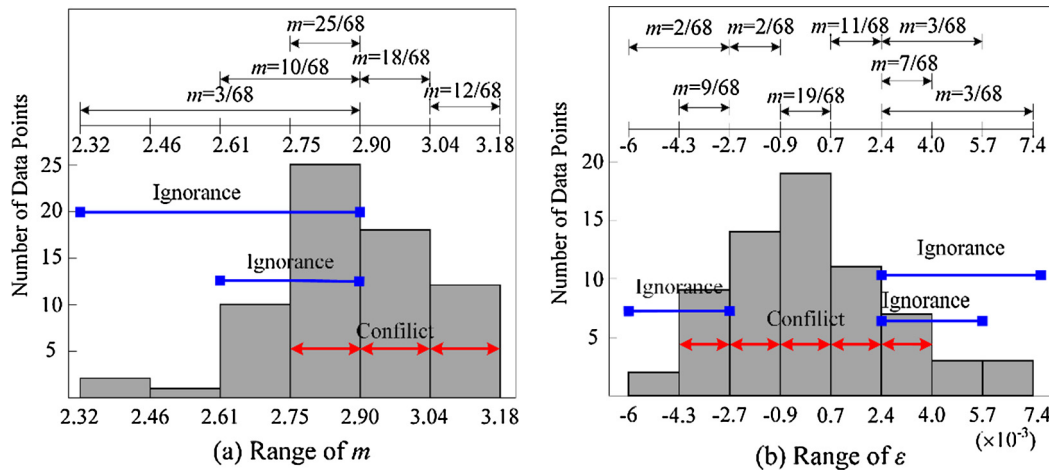 m=25/68
m=10/68
m=18/68
m=3/68
m=12/68
2.32 2.46 2.61 2.75 2.90 3.04 3.18
Number of Data Points
25
20
15
10
5
Ignorance
Ignorance
Confilict
2.32 2.46 2.61 2.75 2.90 3.04 3.18
(a) Range of m
m=2/68 m=2/68 m=11/68 m=3/68
m=7/68
m=9/68 m=19/68 m=3/68
-6 -4.3 -2.7 -0.9 0.7 2.4 4.0 5.7 7.4
Number of Data Points
20
15
10
5
Ignorance
Ignorance
Ignorance
Confilict
-6 -4.3 -2.7 -0.9 0.7 2.4 4.0 5.7 7.4
(×10⁻³)
(b) Range of ε